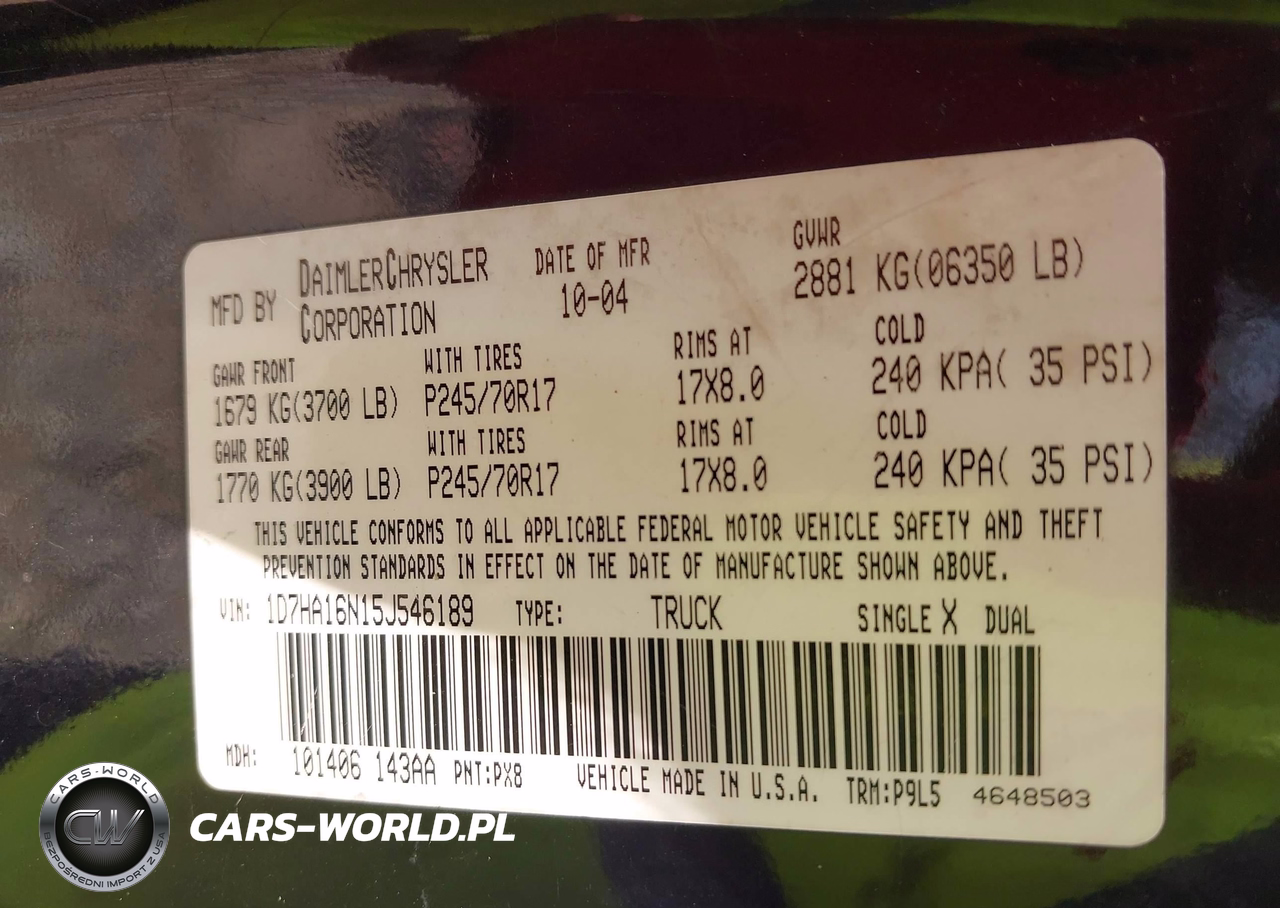 MFD BY DAIMLERCHRYSLER CORPORATION DATE OF MFR 10-04 GVWR 2881 KG(06350 LB)
GAWR FRONT WITH TIRES RIMS AT COLD
1679 KG(3700 LB) P245/70R17 17X8.0 240 KPA( 35 PSI)
GAWR REAR WITH TIRES RIMS AT COLD
1770 KG(3900 LB) P245/70R17 17X8.0 240 KPA( 35 PSI)
THIS VEHICLE CONFORMS TO ALL APPLICABLE FEDERAL MOTOR VEHICLE SAFETY AND THEFT
PREVENTION STANDARDS IN EFFECT ON THE DATE OF MANUFACTURE SHOWN ABOVE.
VIN: 1D7HA16N15J546189 TYPE: TRUCK SINGLE X DUAL
MDH: 101406 143AA PNT:PX8 VEHICLE MADE IN U.S.A. TRM:P9L5 4648503
CARS-WORLD
CW
BEZPOŚREDNI IMPORT Z USA
CARS-WORLD.PL